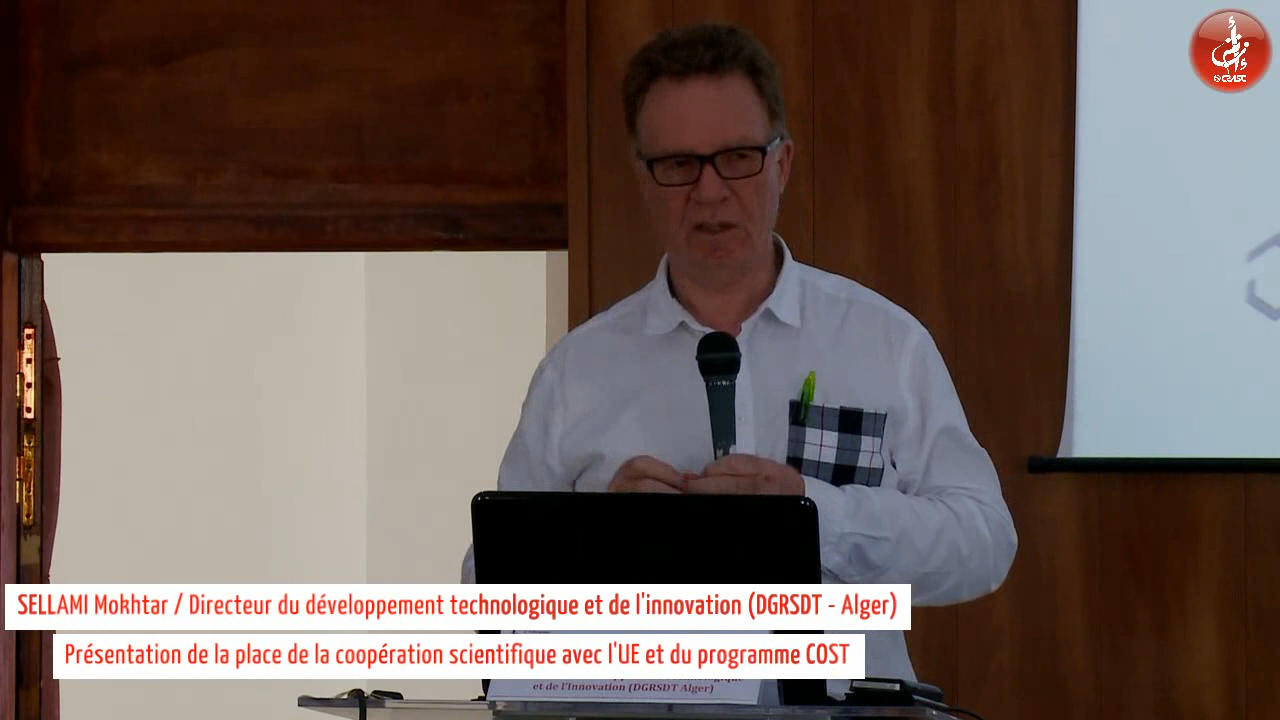 CRASC
SELLAMI Mokhtar / Directeur du développement technologique et de l'innovation (DGRSDT - Alger)
Présentation de la place de la coopération scientifique avec l'UE et du programme COST
et de l'Innovation (DGRSDT Alger)